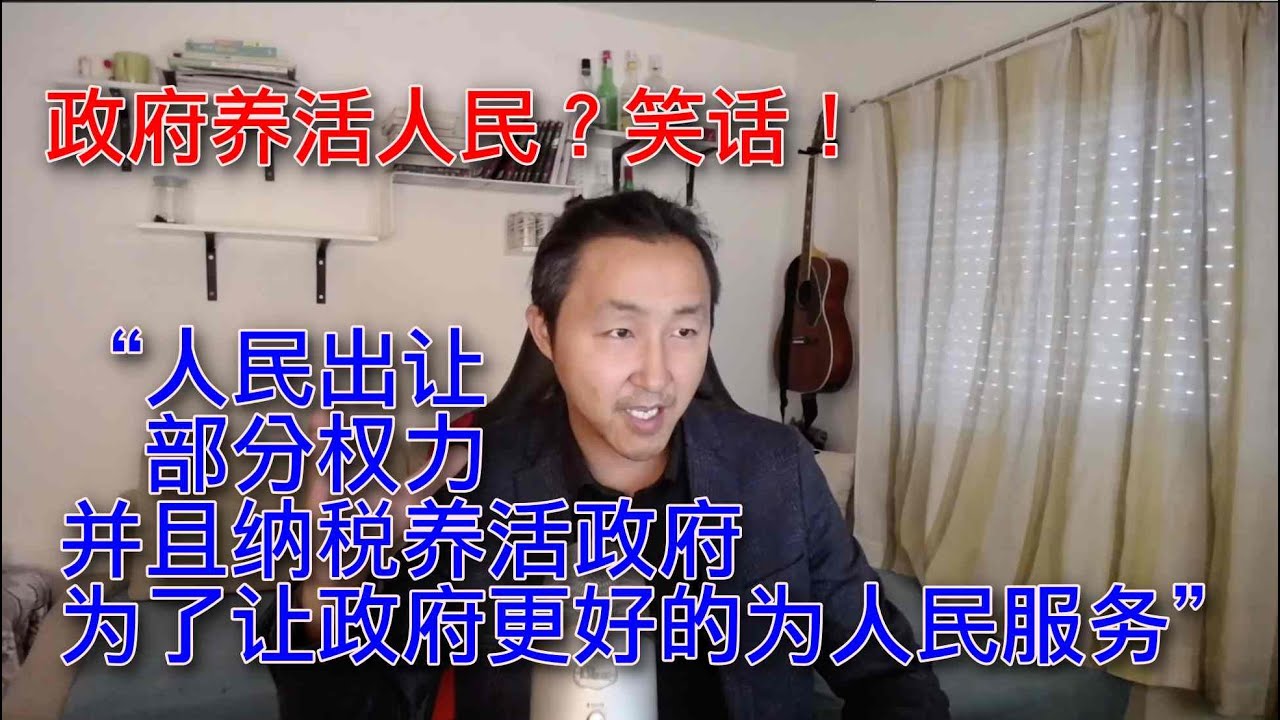 政府养活人民？笑话！
“人民出让
部分权力
并且纳税养活政府
为了让政府更好的为人民服务”